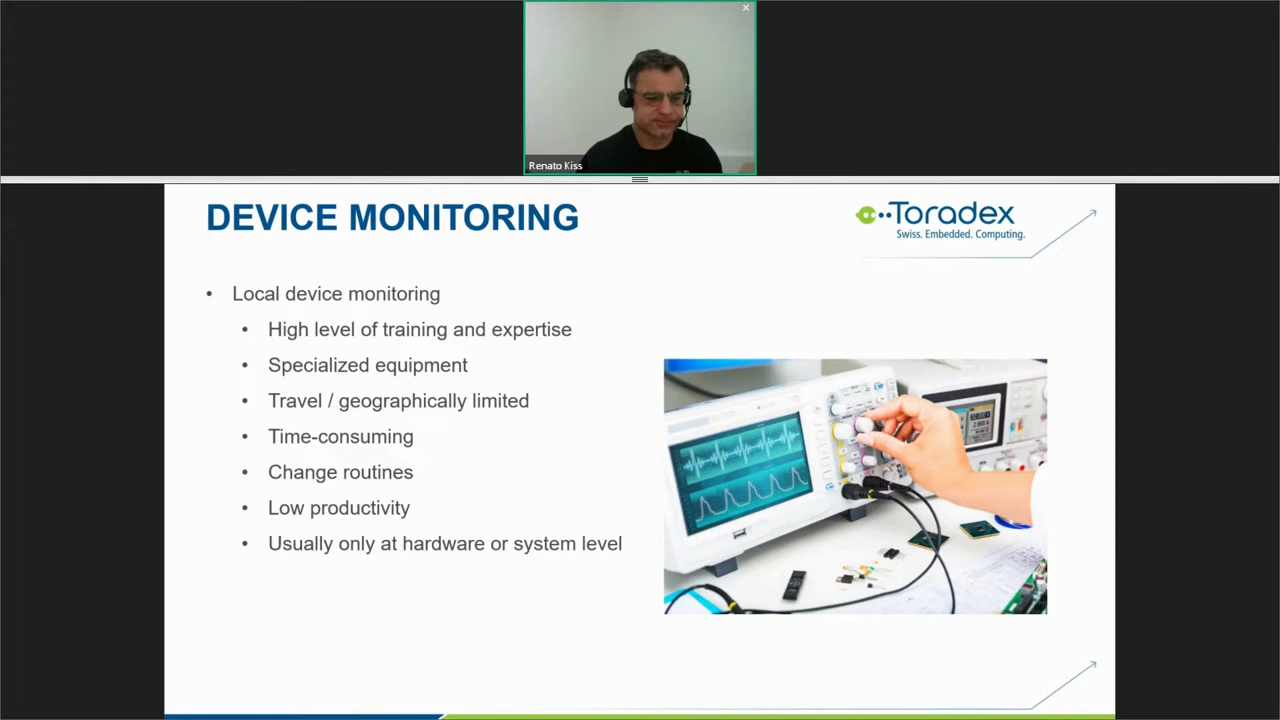 Renato Kiss
DEVICE MONITORING
Toradex
Swiss. Embedded. Computing.
• Local device monitoring
• High level of training and expertise
• Specialized equipment
• Travel / geographically limited
• Time-consuming
• Change routines
• Low productivity
• Usually only at hardware or system level